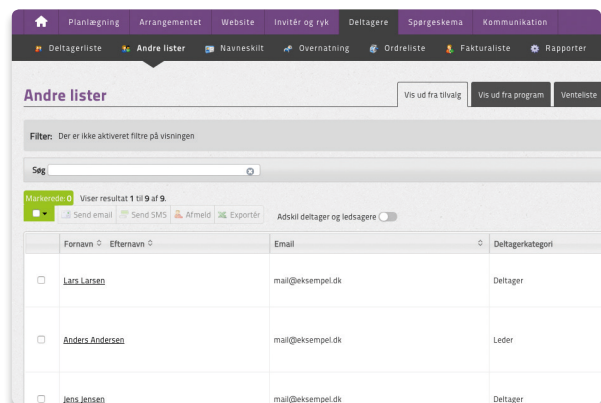 Planlægning Arrangementet Website Invitér og ryk Deltagere Spørgeskema Kommunikation
Deltagerliste Andre lister Navneskilt Overnatning Ordreliste Fakturaliste Rapporter
Andre lister
Vis ud fra tilvalg Vis ud fra program Venteliste
Filter: Der er ikke aktiveret filtre på visningen
Søg
Markerede: 0 Viser resultat 1 til 9 af 9.
Send email Send SMS Afmeld Exportér Adskil deltager og ledsagere
Fornavn Efternavn Email Deltagerkategori
Lars Larsen mail@eksempel.dk Deltager
Anders Andersen mail@eksempel.dk Leder
Jens Jensen mail@eksempel.dk Deltager